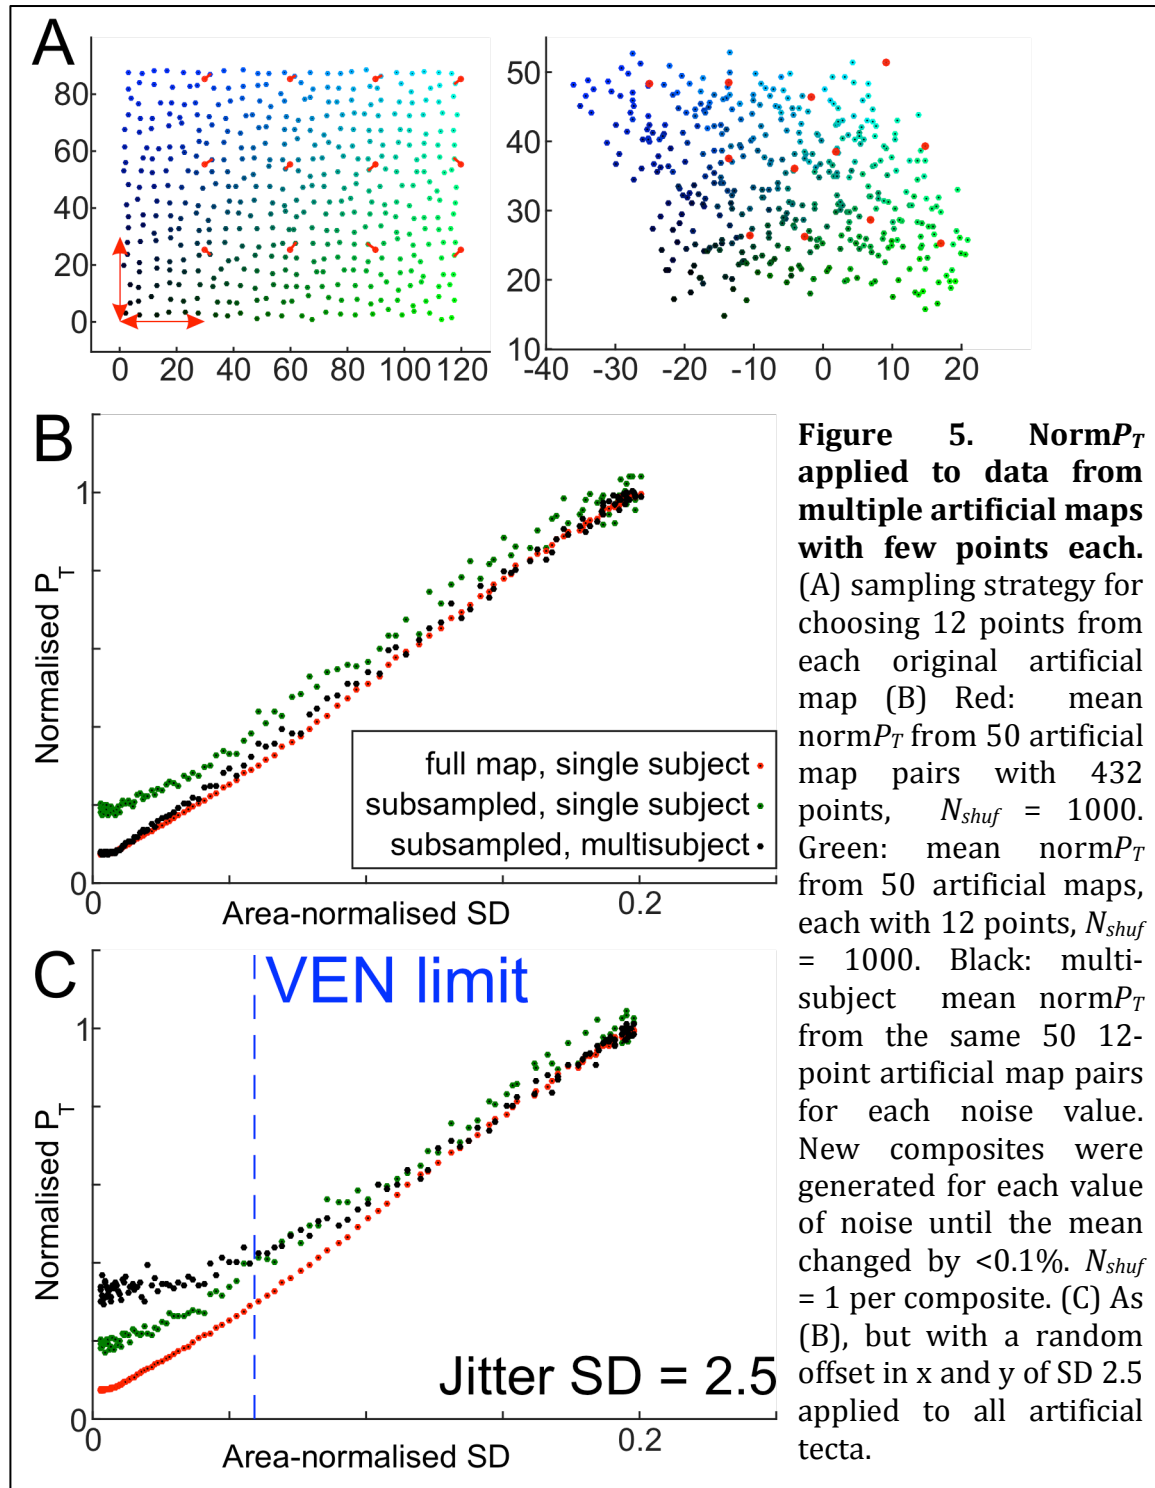 A
80
60
40
20
0
0 20 40 60 80 100 120
50
40
30
20
10
-40 -30 -20 -10 0 10 20
B
1
Normalised P_T
0
full map, single subject
subsampled, single subject
subsampled, multisubject
0 Area-normalised SD 0.2
C
VEN limit
1
Normalised P_T
0
Jitter SD = 2.5
0 Area-normalised SD 0.2
Figure 5. NormP_T
applied to data from
multiple artificial maps
with few points each.
(A) sampling strategy for
choosing 12 points from
each original artificial
map (B) Red: mean
normP_T from 50 artificial
map pairs with 432
points, N_shuf = 1000.
Green: mean normP_T
from 50 artificial maps,
each with 12 points, N_shuf
= 1000. Black: multi-
subject mean normP_T
from the same 50 12-
point artificial map pairs
for each noise value.
New composites were
generated for each value
of noise until the mean
changed by <0.1%. N_shuf
= 1 per composite. (C) As
(B), but with a random
offset in x and y of SD 2.5
applied to all artificial
tecta.